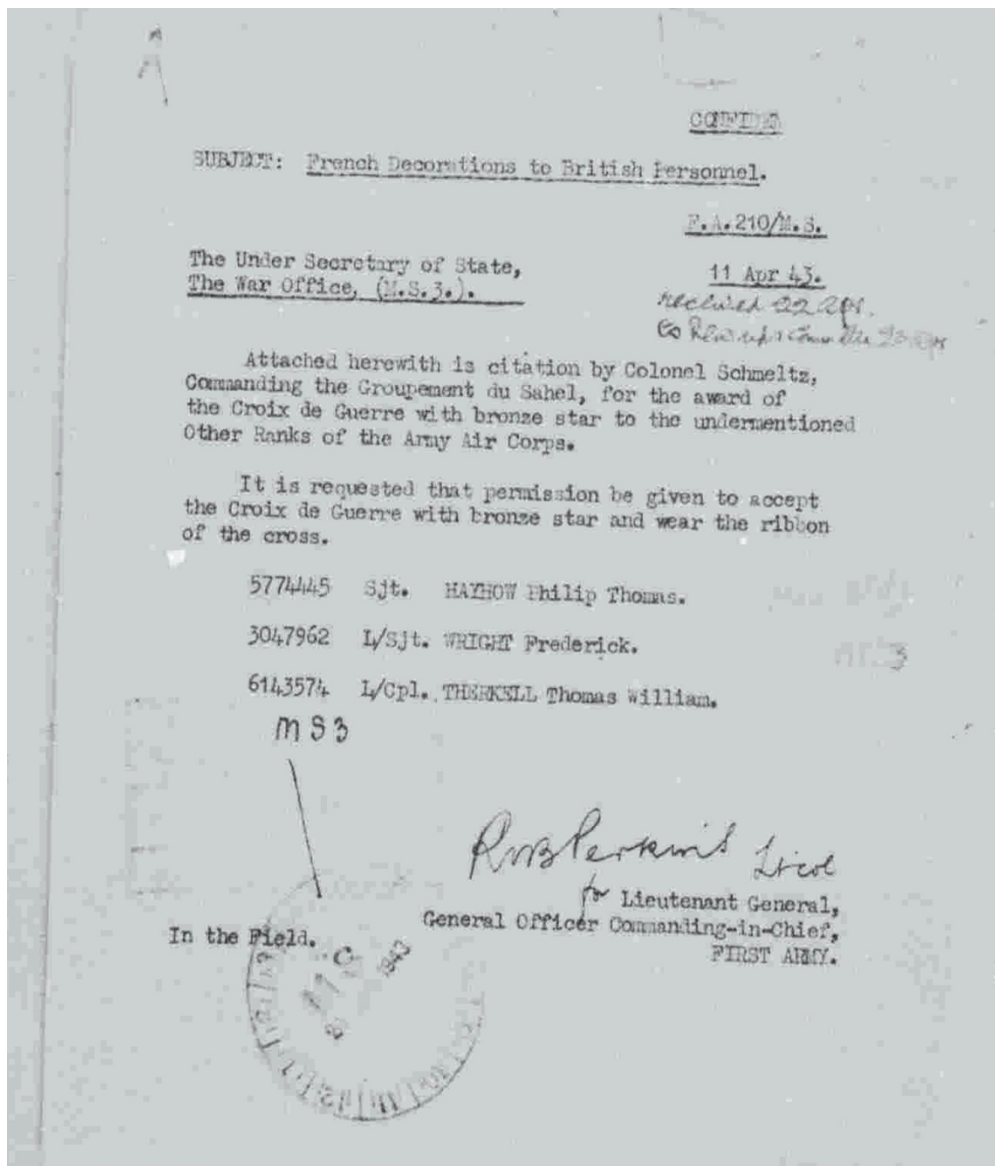 CONFIDEN
SUBJECT: French Decorations to British Personnel.
F.A.210/M.S.
The Under Secretary of State,
The War Office, (M.S.3.).
11 Apr 43.
Received 22 Apr.
to
Attached herewith is citation by Colonel Schmeltz,
Commanding the Groupement du Sahel, for the award of
the Croix de Guerre with bronze star to the undermentioned
Other Ranks of the Army Air Corps.
It is requested that permission be given to accept
the Croix de Guerre with bronze star and wear the ribbon
of the cross.
5774445 Sjt. HAYHOW Philip Thomas.
3047962 L/Sjt. WRIGHT Frederick.
6143574 L/Cpl. THERKELL Thomas William.
MS3
RWB Perkins Lt Col
for Lieutenant General,
General Officer Commanding-in-Chief,
FIRST ARMY.
In the Field.
1943